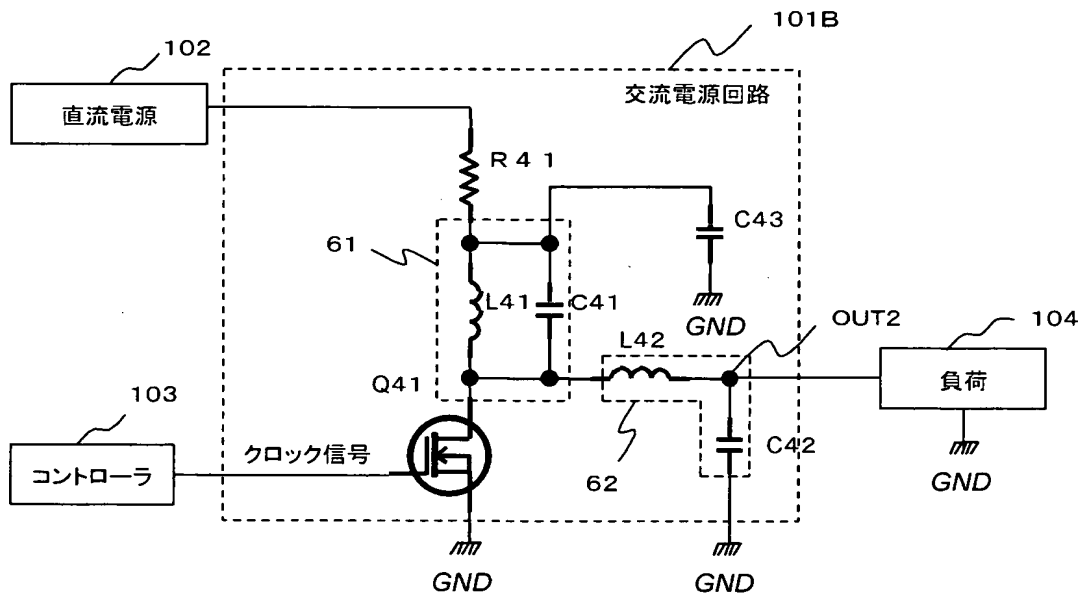 101B
102
直流電源
交流電源回路
R41
C43
61
L41
C41
GND
OUT2
104
L42
負荷
Q41
103
クロック信号
C42
コントローラ
62
GND
GND
GND